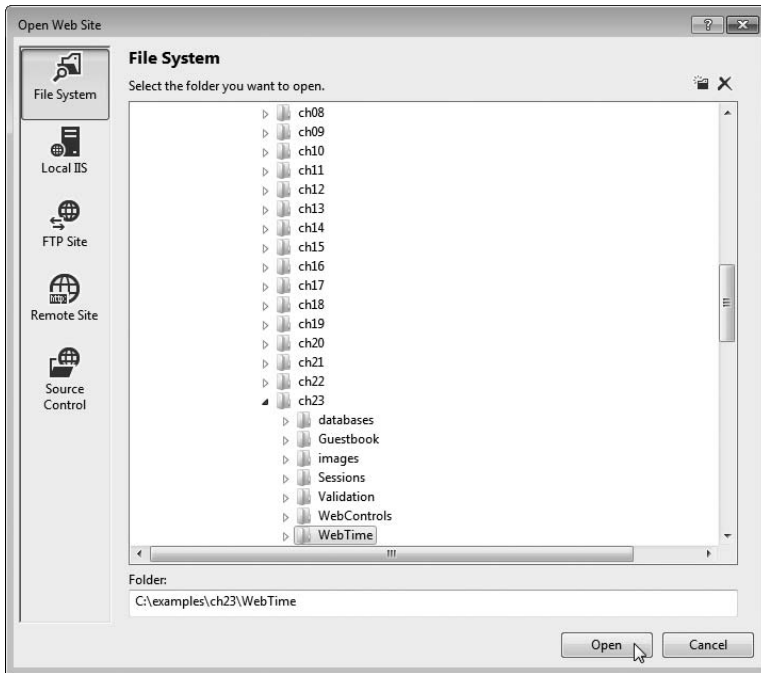 Open Web Site
File System
Select the folder you want to open.
File System
Local IIS
FTP Site
Remote Site
Source
Control
ch08
ch09
ch10
ch11
ch12
ch13
ch14
ch15
ch16
ch17
ch18
ch19
ch20
ch21
ch22
ch23
databases
Guestbook
images
Sessions
Validation
WebControls
WebTime
Folder:
C:\examples\ch23\WebTime
Open
Cancel